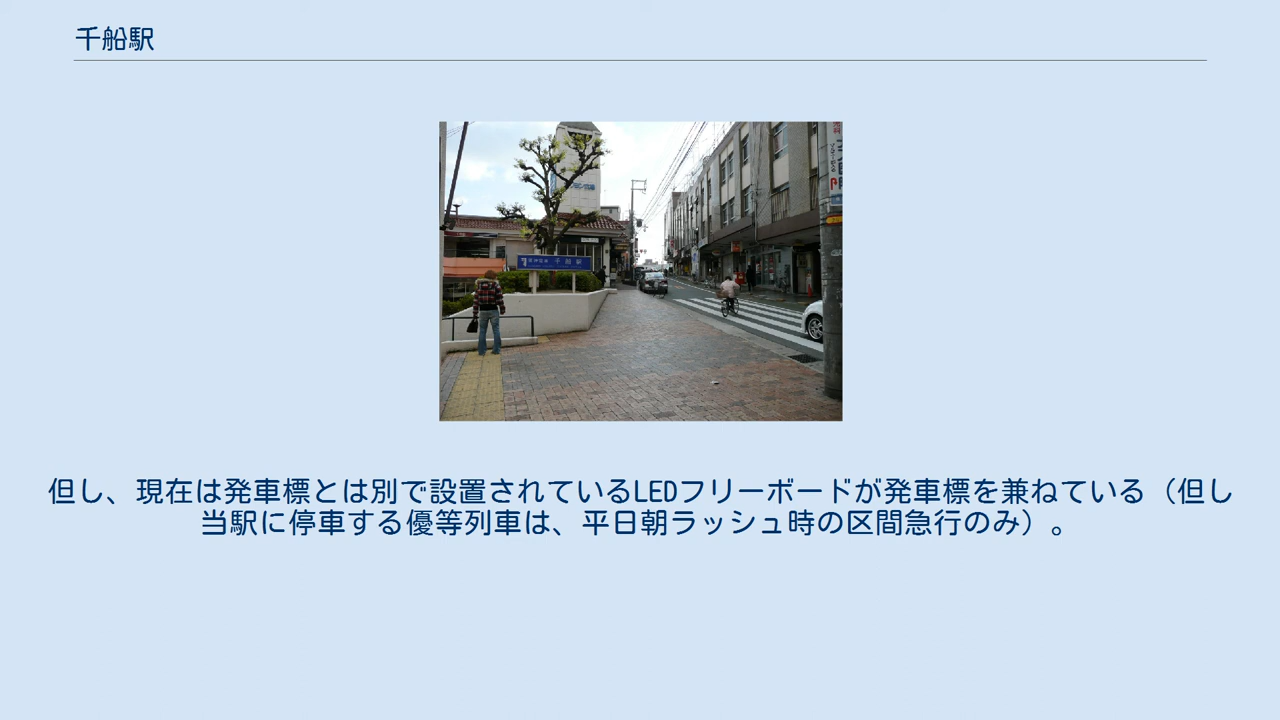 千船駅
千船駅
但し、現在は発車標とは別で設置されているLEDフリーボードが発車標を兼ねている（但し
当駅に停車する優等列車は、平日朝ラッシュ時の区間急行のみ）。